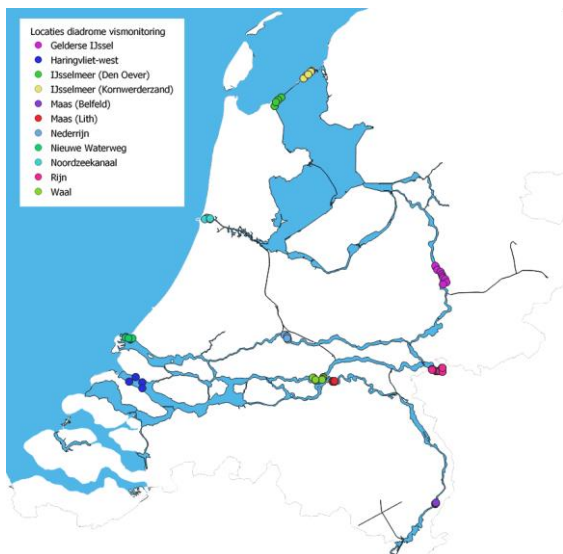 Locaties diadrome vismonitoring
Gelderse IJssel
Haringvliet-west
IJsselmeer (Den Oever)
IJsselmeer (Kornwerderzand)
Maas (Belfeld)
Maas (Lith)
Nederrijn
Nieuwe Waterweg
Noordzeekanaal
Rijn
Waal